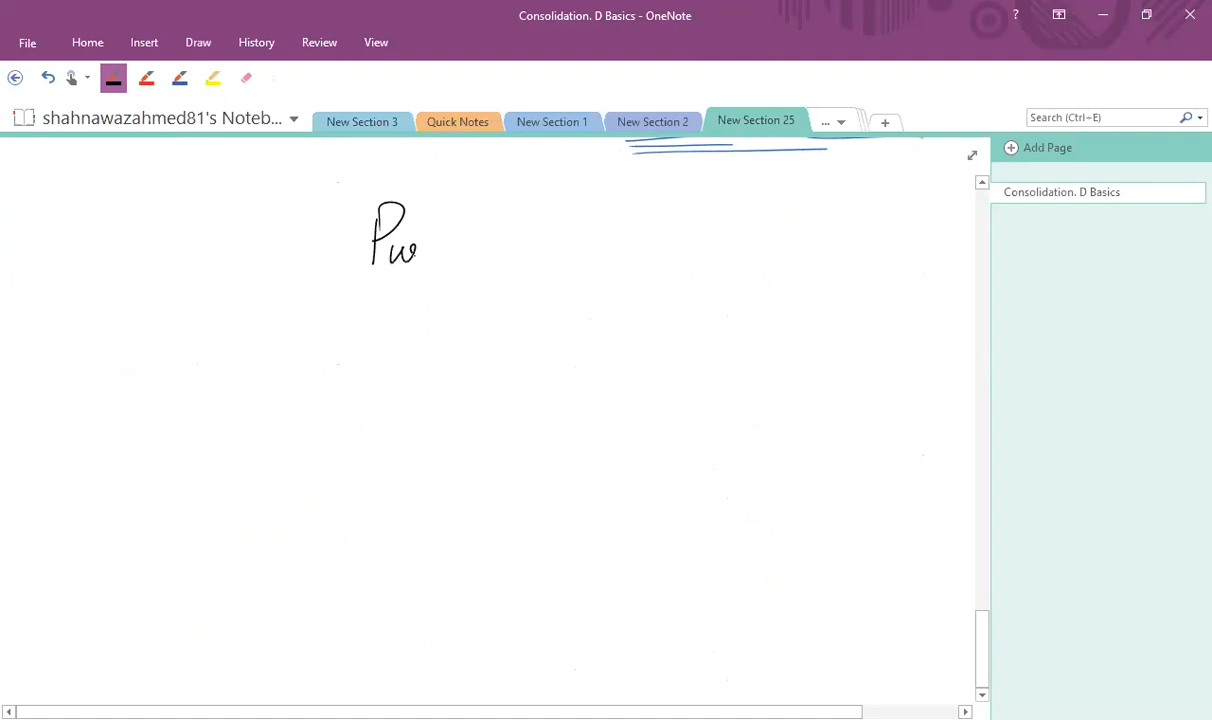 Consolidation. D Basics - OneNote
?
File Home Insert Draw History Review View
shahnawazahmed81's Noteb... New Section 3 Quick Notes New Section 1 New Section 2 New Section 25 ... + Search (Ctrl+E)
Add Page
Consolidation. D Basics